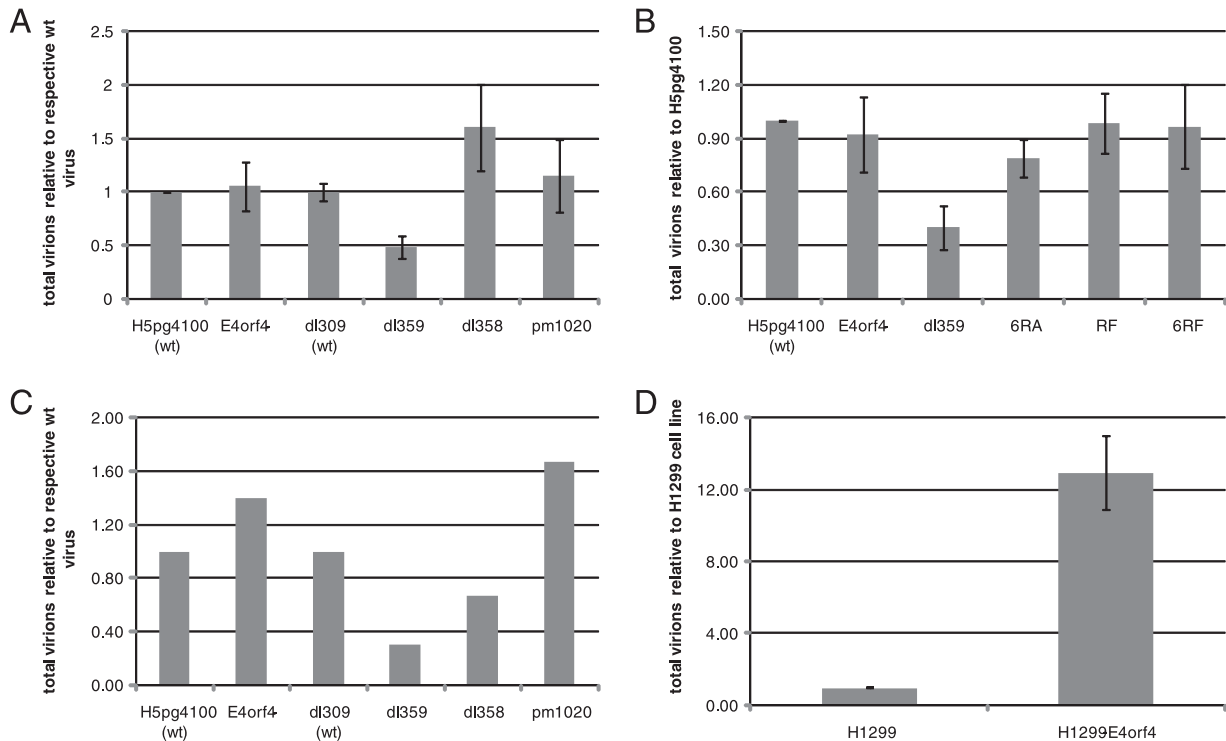 A
total virions relative to respective wt
virus
2.5
2
1.5
1
0.5
0
H5pg4100
(wt)
E4orf4-
dl309
(wt)
dl359
dl358
pm1020
B
total virions relative to H5pg4100
1.50
1.20
0.90
0.60
0.30
0.00
H5pg4100
(wt)
E4orf4-
dl359
6RA
RF
6RF
C
total virions relative to respective wt
virus
2.00
1.60
1.20
0.80
0.40
0.00
H5pg4100
(wt)
E4orf4-
dl309
(wt)
dl359
dl358
pm1020
D
total virions relative to H1299 cell line
16.00
12.00
8.00
4.00
0.00
H1299
H1299-E4orf4